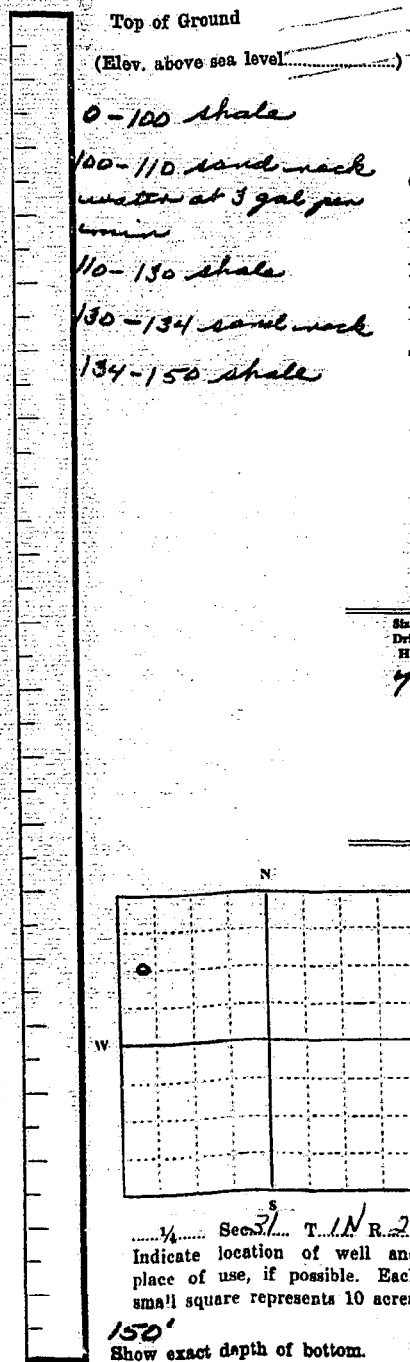 Top of Ground
(Elev. above sea level..............)
0-100 shale
100-110 sand rock
water at 3 gal per
min
110-130 shale
130-134 sand rock
134-150 shale
N
W
S
......¼...... Sec. 31 T. 1N R. 2
Indicate location of well and
place of use, if possible. Each
small square represents 10 acres
150'
Show exact depth of bottom.